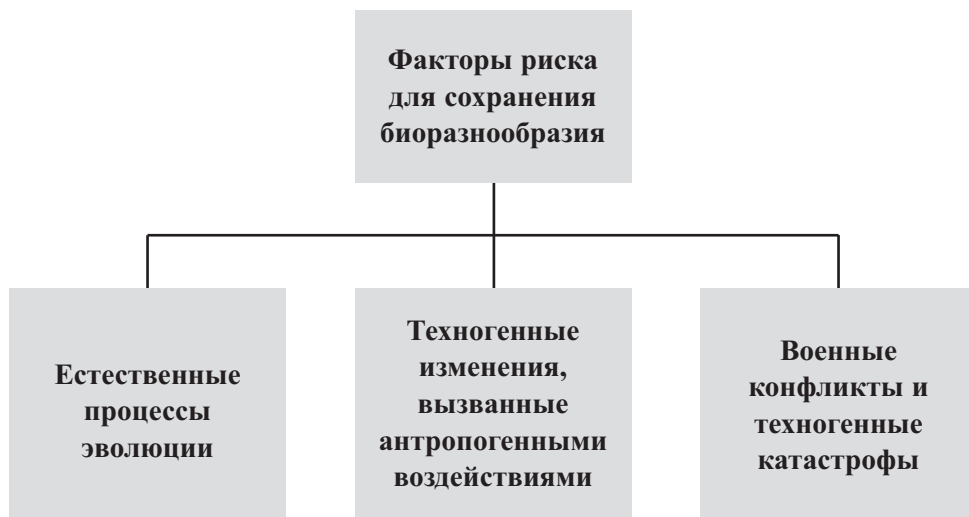 Факторы риска
для сохранения
биоразнообразия
Естественные
процессы
эволюции
Техногенные
изменения,
вызванные
антропогенными
воздействиями
Военные
конфликты и
техногенные
катастрофы